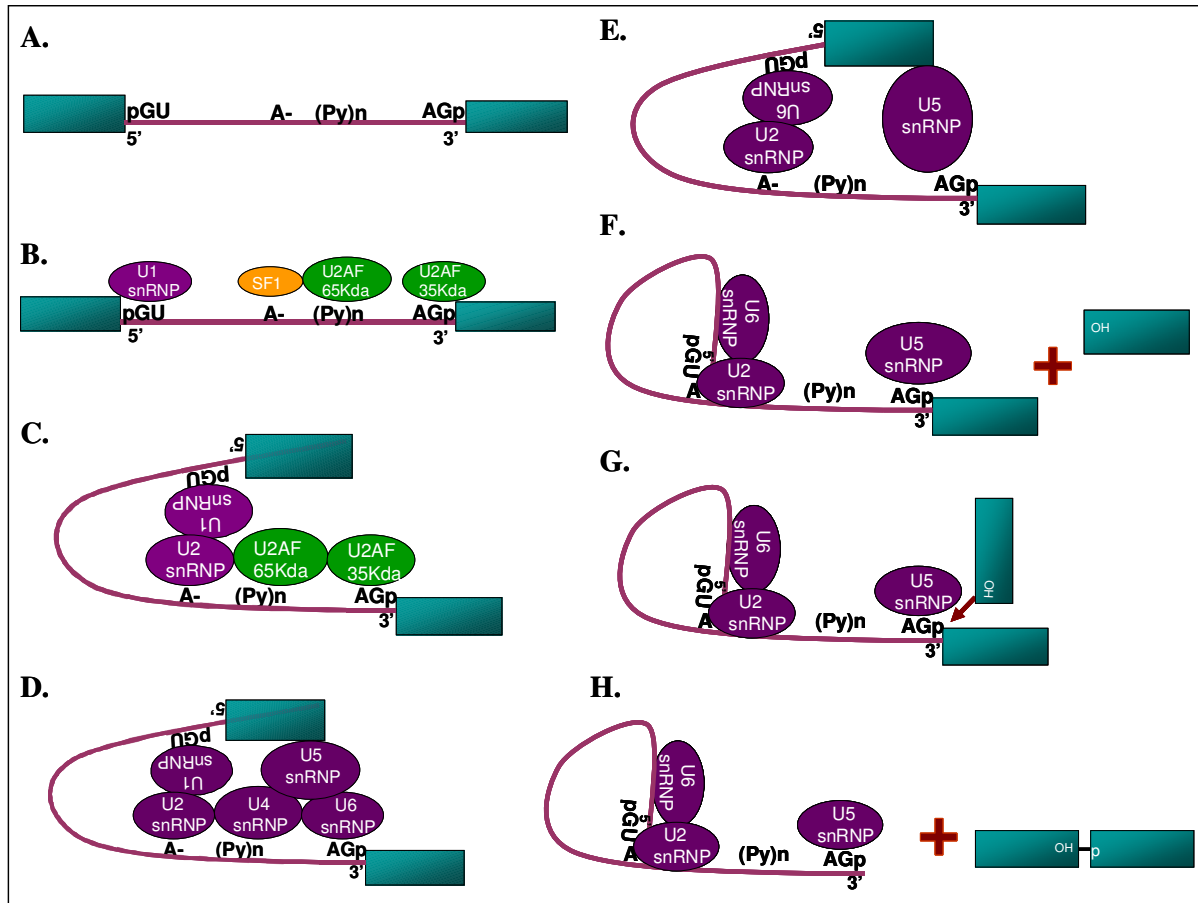 A.
pGU A- (Py)n AGp
5’ 3’
B.
U1
snRNP
SF1
U2AF
65Kda
U2AF
35Kda
pGU A- (Py)n AGp
5’ 3’
C.
5’
pGU
U1
snRNP
U2
snRNP
U2AF
65Kda
U2AF
35Kda
A- (Py)n AGp
3’
D.
5’
pGU
U1
snRNP
U5
snRNP
U2
snRNP
U4
snRNP
U6
snRNP
A- (Py)n AGp
3’
E.
5’
pGU
U6
snRNP
U5
snRNP
U2
snRNP
A- (Py)n AGp
3’
F.
U6
snRNP
5’
pGU
U2
snRNP
U5
snRNP
OH
A (Py)n AGp
3’
G.
U6
snRNP
5’
pGU
U2
snRNP
U5
snRNP
OH
A (Py)n AGp
3’
H.
U6
snRNP
5’
pGU
U2
snRNP
U5
snRNP
A (Py)n AGp
3’
OH p